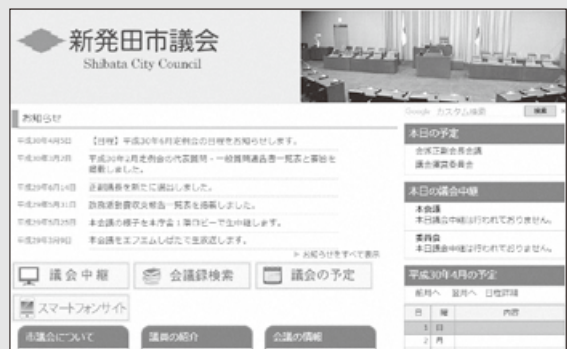 新発田市議会
Shibata City Council
お知らせ
平成30年4月5日 【日程】平成30年6月定例会の日程をお知らせします。
平成30年3月2日 平成30年2月定例会の代表質問・一般質問通告書一覧表と要旨を
掲載しました。
平成29年6月14日 正副議長を新たに選出しました。
平成29年5月31日 政務活動費収支報告一覧表を掲載しました。
平成29年5月25日 本会議の様子を本庁舎1階ロビーで生中継します。
平成29年3月9日 本会議をエフエムしばたで生放送します。
お知らせをすべて表示
議会中継
会議録検索
議会の予定
スマートフォンサイト
市議会について
議員の紹介
会議の情報
Google カスタム検索
検索
本日の予定
会派正副会長会議
議会運営委員会
本日の議会中継
本会議
本日議会中継は行われておりません。
委員会
本日議会中継は行われておりません。
平成30年4月の予定
前月へ 翌月へ 日程詳細
日 曜 内容
1 日
2 月